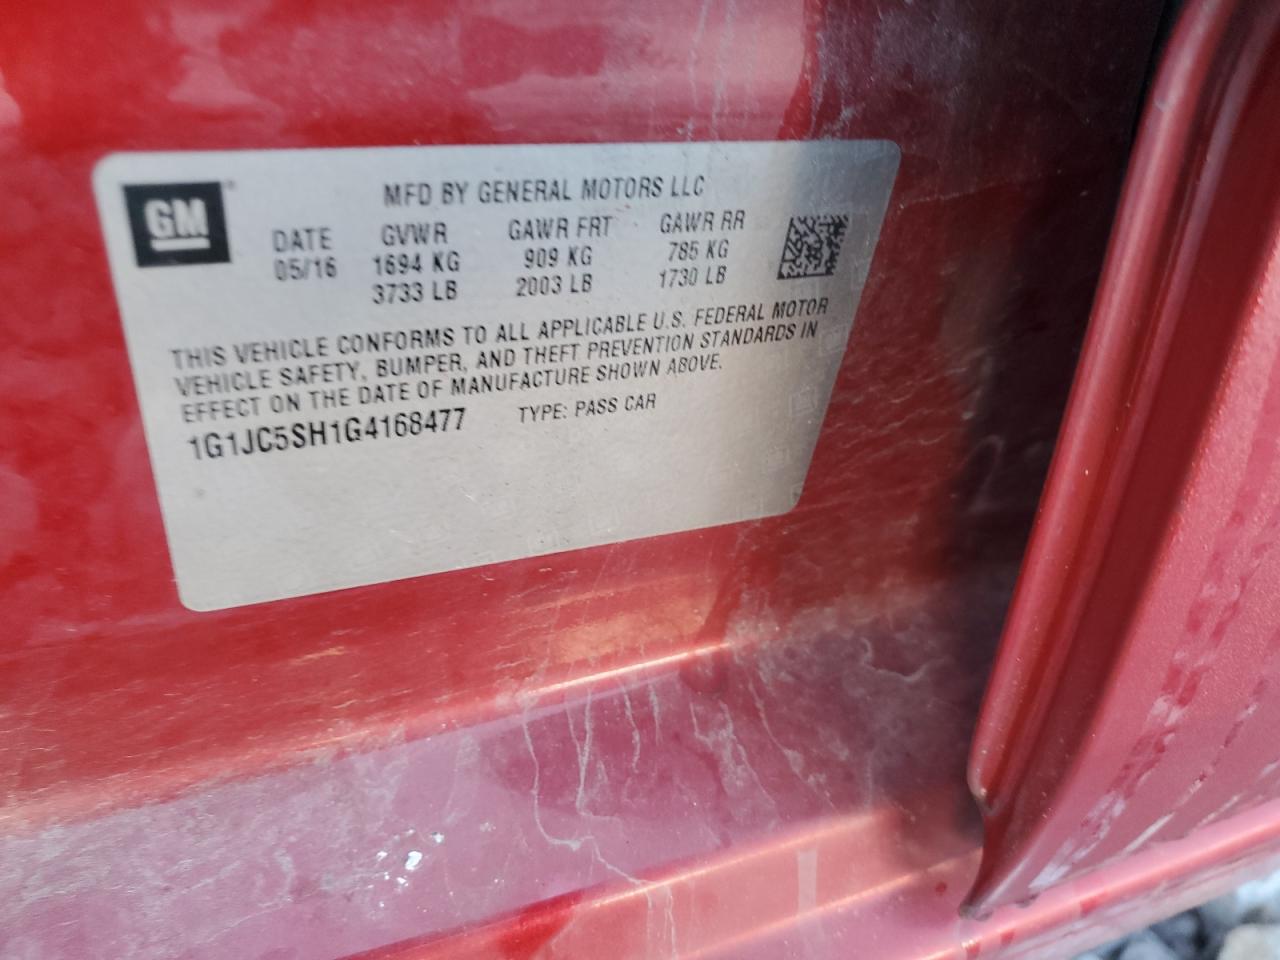 GM
MFD BY GENERAL MOTORS LLC
DATE GVWR GAWR FRT GAWR RR
05/16 1694 KG 909 KG 785 KG
3733 LB 2003 LB 1730 LB
THIS VEHICLE CONFORMS TO ALL APPLICABLE U.S. FEDERAL MOTOR
VEHICLE SAFETY, BUMPER, AND THEFT PREVENTION STANDARDS IN
EFFECT ON THE DATE OF MANUFACTURE SHOWN ABOVE.
1G1JC5SH1G4168477 TYPE: PASS CAR